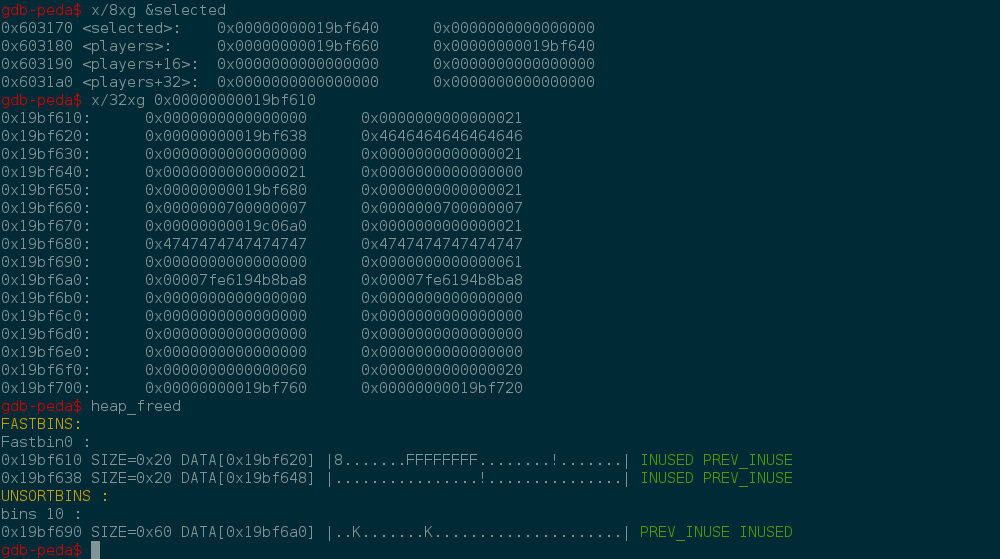 gdb-peda$ x/8xg &selected
0x603170 <selected>:    0x00000000019bf640      0x0000000000000000
0x603180 <players>:     0x00000000019bf660      0x00000000019bf640
0x603190 <players+16>:  0x0000000000000000      0x0000000000000000
0x6031a0 <players+32>:  0x0000000000000000      0x0000000000000000
gdb-peda$ x/32xg 0x00000000019bf610
0x19bf610:      0x0000000000000000      0x0000000000000021
0x19bf620:      0x00000000019bf638      0x4646464646464646
0x19bf630:      0x0000000000000000      0x0000000000000021
0x19bf640:      0x0000000000000021      0x0000000000000000
0x19bf650:      0x00000000019bf680      0x0000000000000021
0x19bf660:      0x0000000700000007      0x0000000700000007
0x19bf670:      0x00000000019c06a0      0x0000000000000021
0x19bf680:      0x4747474747474747      0x4747474747474747
0x19bf690:      0x0000000000000000      0x0000000000000061
0x19bf6a0:      0x00007fe6194b8ba8      0x00007fe6194b8ba8
0x19bf6b0:      0x0000000000000000      0x0000000000000000
0x19bf6c0:      0x0000000000000000      0x0000000000000000
0x19bf6d0:      0x0000000000000000      0x0000000000000000
0x19bf6e0:      0x0000000000000000      0x0000000000000000
0x19bf6f0:      0x0000000000000060      0x0000000000000020
0x19bf700:      0x00000000019bf760      0x00000000019bf720
gdb-peda$ heap_freed
FASTBINS:
Fastbin0 :
0x19bf610 SIZE=0x20 DATA[0x19bf620] |8.......FFFFFFFF........!.......| INUSED PREV_INUSE
0x19bf638 SIZE=0x20 DATA[0x19bf648] |................!...............| INUSED PREV_INUSE
UNSORTBINS :
bins 10 :
0x19bf690 SIZE=0x60 DATA[0x19bf6a0] |..K.......K.....................| PREV_INUSE INUSED
gdb-peda$